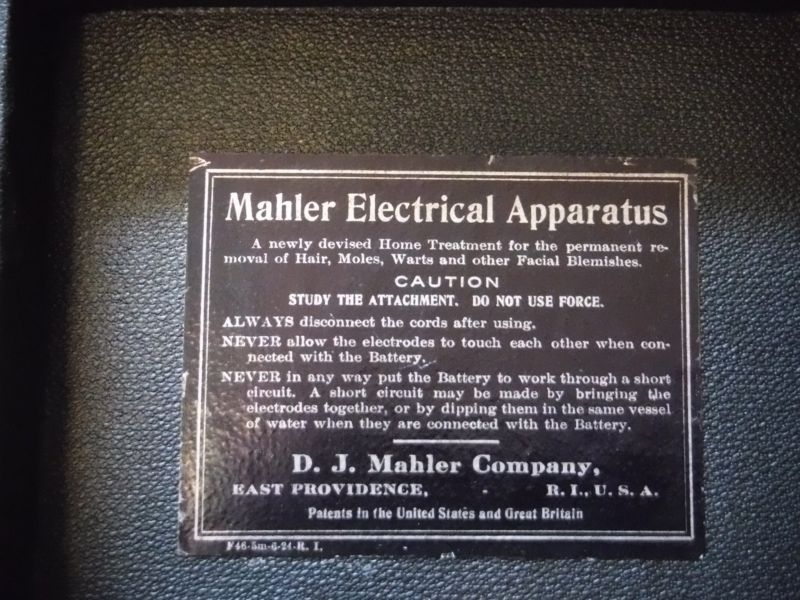 Mahler Electrical Apparatus
A newly devised Home Treatment for the permanent re-
moval of Hair, Moles, Warts and other Facial Blemishes.
CAUTION
STUDY THE ATTACHMENT. DO NOT USE FORCE.
ALWAYS disconnect the cords after using.
NEVER allow the electrodes to touch each other when con-
nected with the Battery.
NEVER in any way put the Battery to work through a short
circuit. A short circuit may be made by bringing the
electrodes together, or by dipping them in the same vessel
of water when they are connected with the Battery.
D. J. Mahler Company,
EAST PROVIDENCE, - R. I., U. S. A.
Patents in the United States and Great Britain
F46-5m-6-24-R. I.